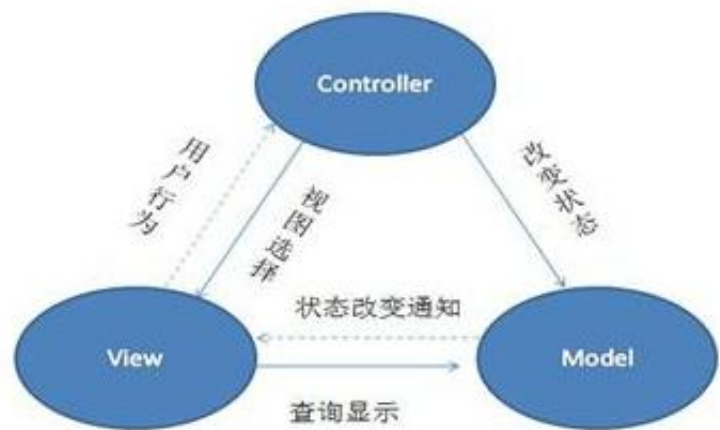 Controller
用户行为
视图选择
改变状态
状态改变通知
View
Model
查询显示